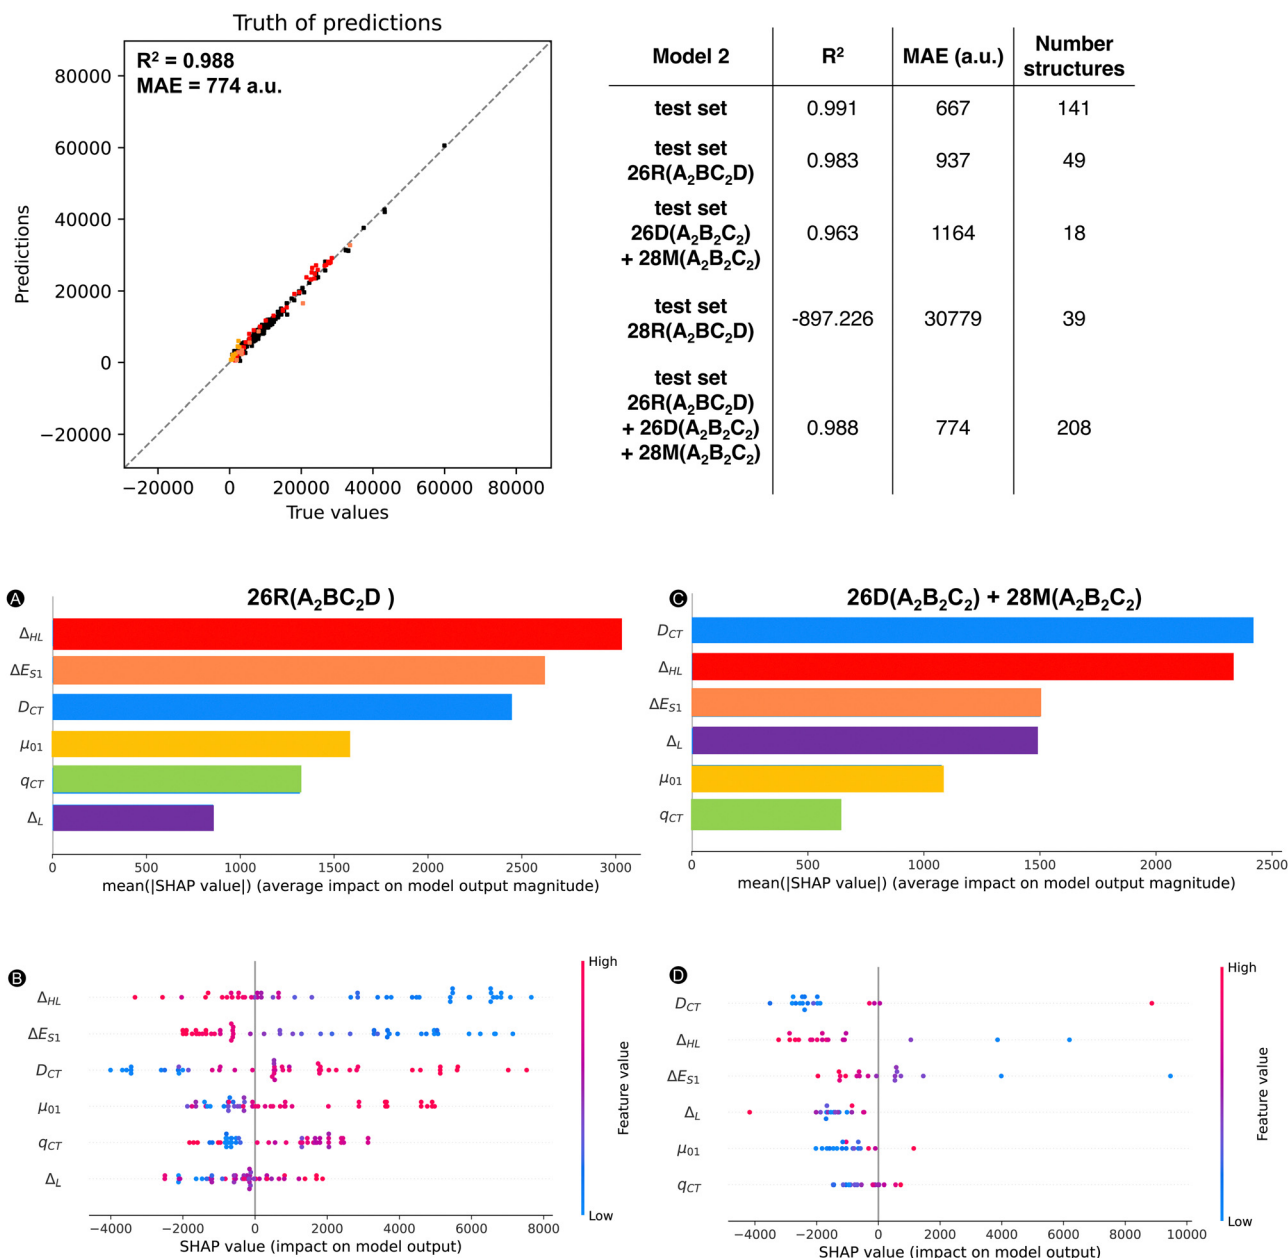 Truth of predictions
R² = 0.988
MAE = 774 a.u.
80000
60000
40000
20000
0
−20000
Predictions
−20000 0 20000 40000 60000 80000
True values
Model 2 R² MAE (a.u.) Number structures
test set 0.991 667 141
test set
26R(A₂BC₂D) 0.983 937 49
test set
26D(A₂B₂C₂)
+ 28M(A₂B₂C₂) 0.963 1164 18
test set
28R(A₂BC₂D) -897.226 30779 39
test set
26R(A₂BC₂D)
+ 26D(A₂B₂C₂)
+ 28M(A₂B₂C₂) 0.988 774 208
A
26R(A₂BC₂D )
Δ_HL
ΔE_S1
D_CT
μ₀₁
q_CT
Δ_L
0 500 1000 1500 2000 2500 3000
mean(|SHAP value|) (average impact on model output magnitude)
C
26D(A₂B₂C₂) + 28M(A₂B₂C₂)
D_CT
Δ_HL
ΔE_S1
Δ_L
μ₀₁
q_CT
0 500 1000 1500 2000 2500
mean(|SHAP value|) (average impact on model output magnitude)
B
Δ_HL
ΔE_S1
D_CT
μ₀₁
q_CT
Δ_L
−4000 −2000 0 2000 4000 6000 8000
SHAP value (impact on model output)
High
Feature value
Low
D
D_CT
Δ_HL
ΔE_S1
Δ_L
μ₀₁
q_CT
−4000 −2000 0 2000 4000 6000 8000 10000
SHAP value (impact on model output)
High
Feature value
Low